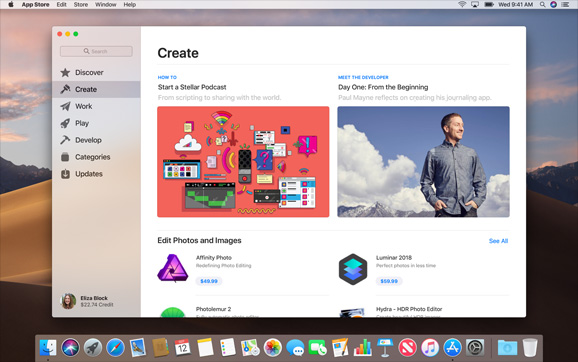 App Store Edit Store Window Help
Wed 9:41 AM
Search
Discover
Create
Work
Play
Develop
Categories
Updates
Eliza Block
$22.74 Credit
Create
HOW TO
Start a Stellar Podcast
From scripting to sharing with the world.
MEET THE DEVELOPER
Day One: From the Beginning
Paul Mayne reflects on creating his journaling app.
Edit Photos and Images
See All
Affinity Photo
Redefining Photo Editing
$49.99
Luminar 2018
Perfect photos in less time
$59.99
Photolemur 2
Hydra - HDR Photo Editor
12